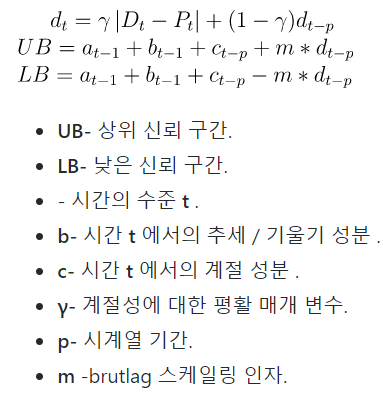 d_t = γ |D_t − P_t| + (1 − γ)d_{t−p}
UB = a_{t−1} + b_{t−1} + c_{t−p} + m * d_{t−p}
LB = a_{t−1} + b_{t−1} + c_{t−p} − m * d_{t−p}
• UB- 상위 신뢰 구간.
• LB- 낮은 신뢰 구간.
• - 시간의 수준 t .
• b- 시간 t 에서의 추세 / 기울기 성분 .
• c- 시간 t 에서의 계절 성분 .
• γ- 계절성에 대한 평활 매개 변수.
• p- 시계열 기간.
• m -brutlag 스케일링 인자.